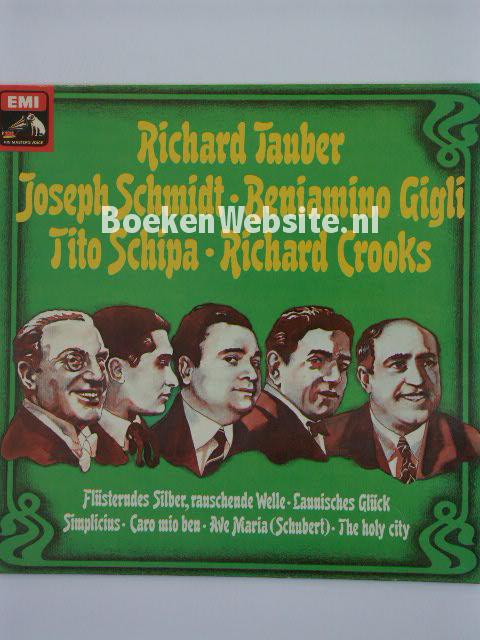 EMI
HIS MASTER'S VOICE
Richard Tauber
Joseph Schmidt · Benjamino Gigli
BoekenWebsite.nl
Tito Schipa · Richard Crooks
Flüsterndes Silber, rauschende Welle · Launisches Glück
Simplicius · Caro mio ben · Ave Maria (Schubert) · The holy city